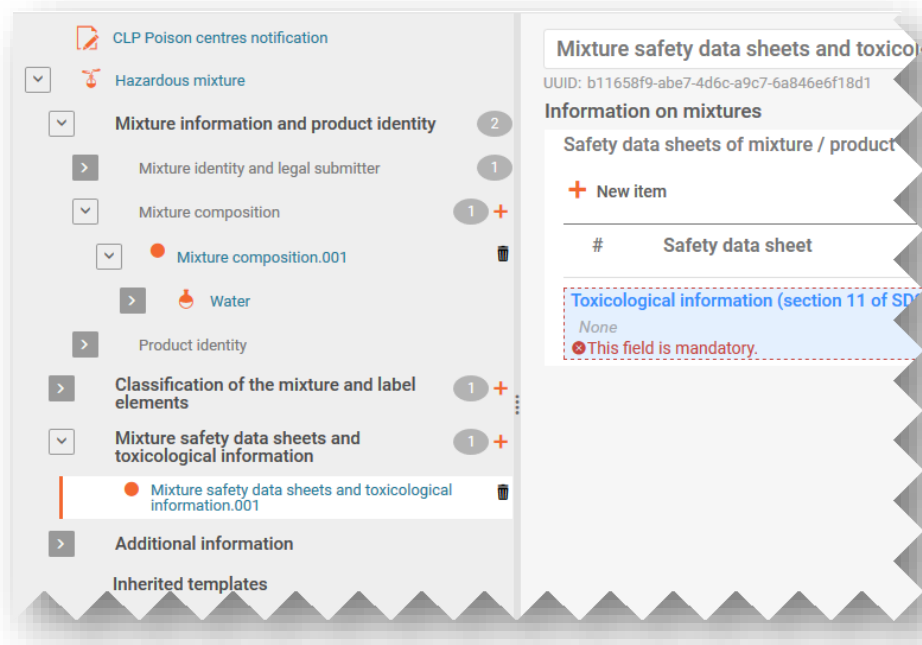 CLP Poison centres notification
Hazardous mixture
Mixture information and product identity 2
Mixture identity and legal submitter 1
Mixture composition 1
Mixture composition.001
Water
Product identity
Classification of the mixture and label
elements 1
Mixture safety data sheets and
toxicological information 1
Mixture safety data sheets and toxicological
information.001
Additional information
Inherited templates
Mixture safety data sheets and
UUID: b11658f9-abe7-4d6c-a9c7-6a846e6f18d1
Information on mixtures
Safety data sheets of mixture / product
New item
# Safety data sheet
Toxicological information (section 11 of
None
This field is mandatory.